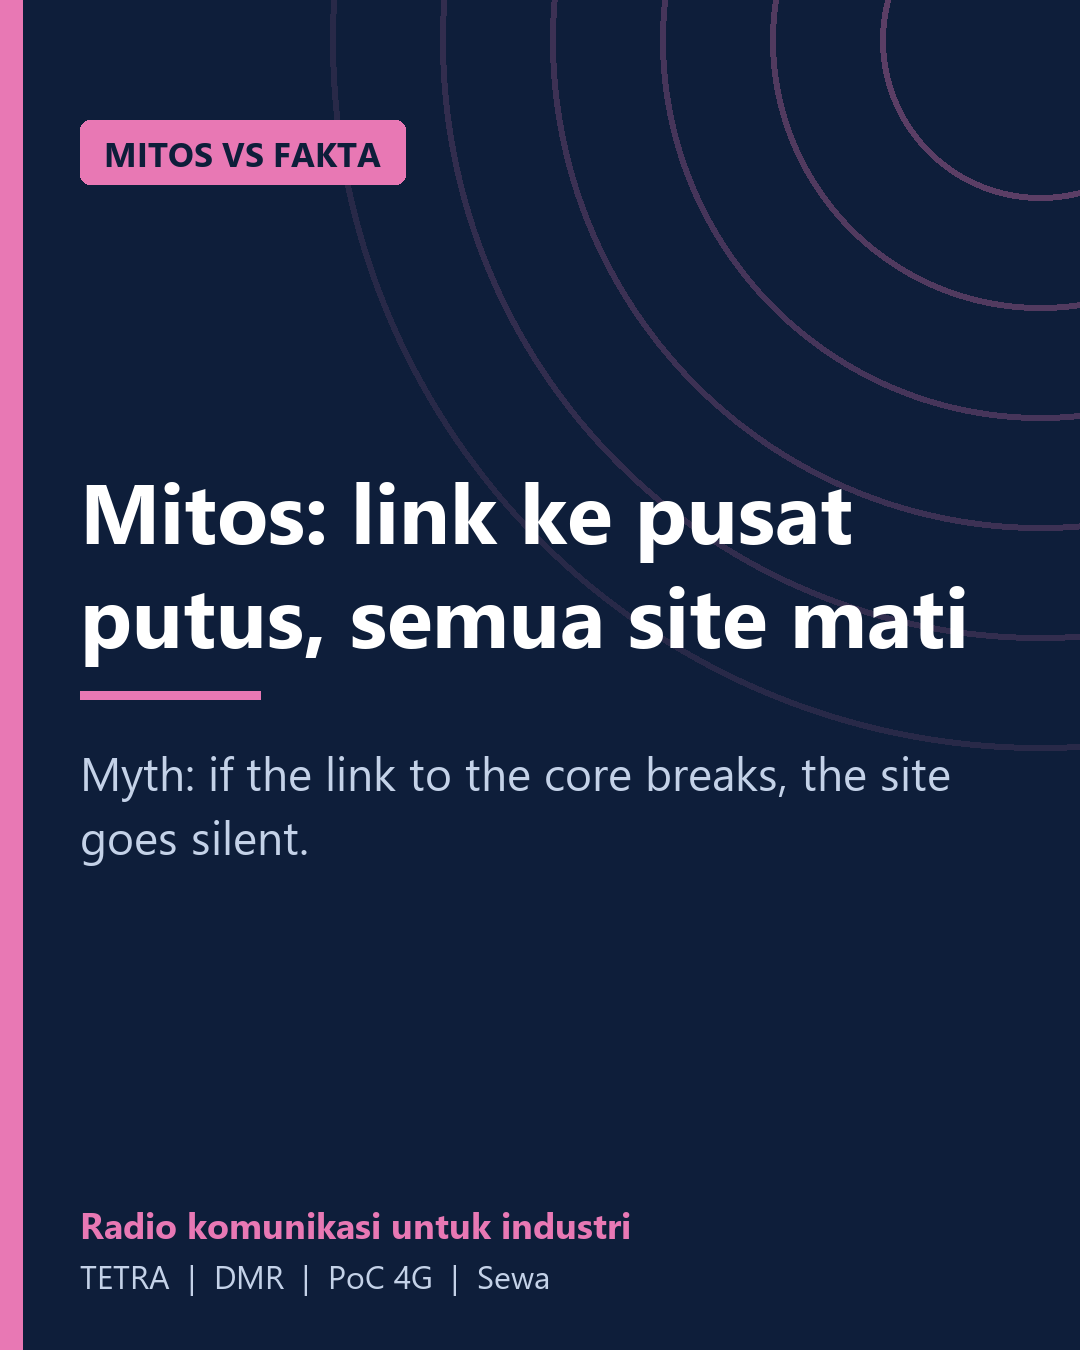 MITOS VS FAKTA
Mitos: link ke pusat
putus, semua site mati
Myth: if the link to the core breaks, the site
goes silent.
Radio komunikasi untuk industri
TETRA | DMR | PoC 4G | Sewa